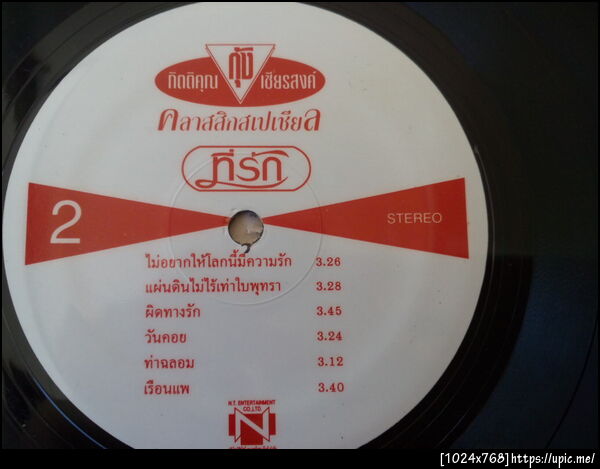 กุ้ง
กิตติคุณ เชียรสงค์
คลาสสิกสเปเชียล
ที่รัก
2 STEREO
ไม่อยากให้โลกนี้มีความรัก 3.26
แผ่นดินไม่ไร้เท่าใบพุทรา 3.28
ผิดทางรัก 3.45
วันคอย 3.24
ท่าฉลอม 3.12
เรือนแพ 3.40
N.T. ENTERTAINMENT
CO.,LTD.
N
[1024x768]https://upic.me/